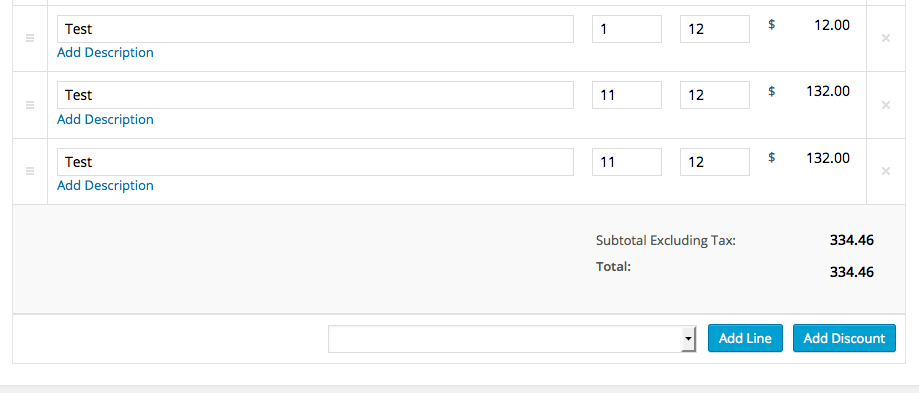 Test 1 12 $ 12.00
Add Description
Test 11 12 $ 132.00
Add Description
Test 11 12 $ 132.00
Add Description
Subtotal Excluding Tax: 334.46
Total: 334.46
Add Line Add Discount